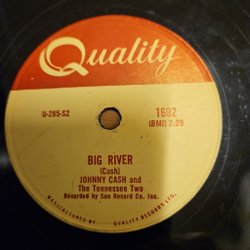 Quality
U-285-S2
1692
(BMI) 2:29
BIG RIVER
(Cash)
JOHNNY CASH and
The Tennessee Two
Recorded by Sun Record Co. Inc.
MANUFACTURED BY QUALITY RECORDS LTD.